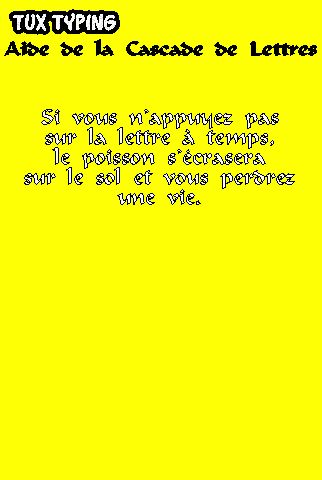 TUX TYPING
Aide de la Cascade de Lettres
Si vous n'appuyez pas
sur la lettre à temps,
le poisson s'écrasera
sur le sol et vous perdrez
une vie.